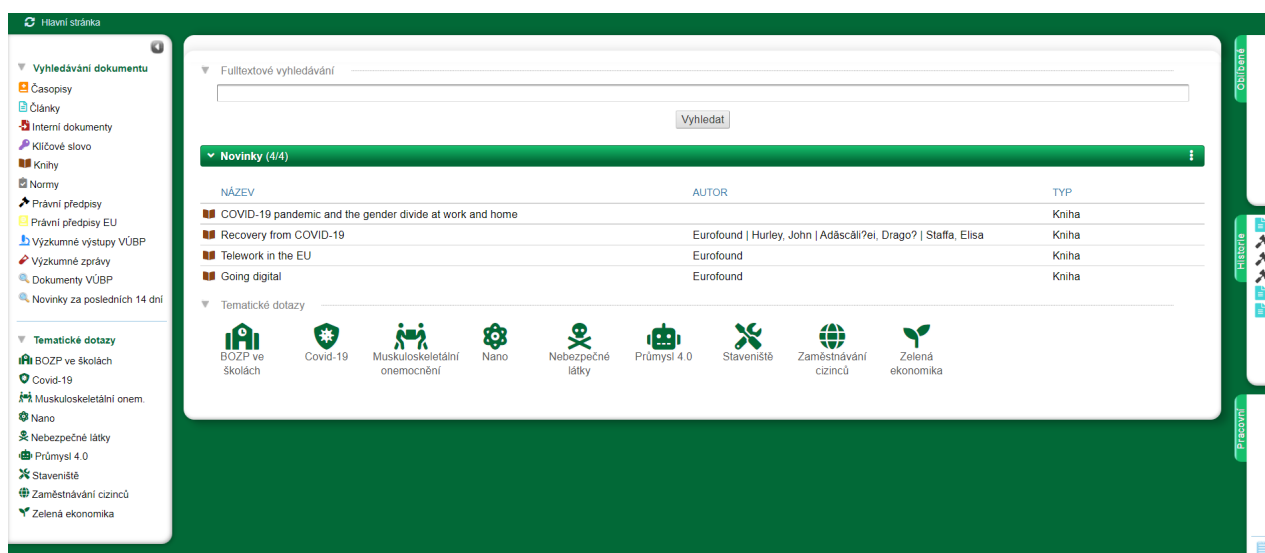 Hlavní stránka
Vyhledávání dokumentu
Časopisy
Články
Interní dokumenty
Klíčové slovo
Knihy
Normy
Právní předpisy
Právní předpisy EU
Výzkumné výstupy VÚBP
Výzkumné zprávy
Dokumenty VÚBP
Novinky za posledních 14 dní
Tematické dotazy
BOZP ve školách
Covid-19
Muskuloskeletální onem.
Nano
Nebezpečné látky
Průmysl 4.0
Staveniště
Zaměstnávání cizinců
Zelená ekonomika
Fulltextové vyhledávání
Vyhledat
Novinky (4/4)
NÁZEV AUTOR TYP
COVID-19 pandemic and the gender divide at work and home Kniha
Recovery from COVID-19 Eurofound | Hurley, John | Adăscăli?ei, Drago? | Staffa, Elisa Kniha
Telework in the EU Eurofound Kniha
Going digital Eurofound Kniha
Tematické dotazy
BOZP ve Covid-19 Muskuloskeletální Nano Nebezpečné Průmysl 4.0 Staveniště Zaměstnávání Zelená
školách onemocnění látky cizinců ekonomika
Oblíbené
Historie
Pracovní